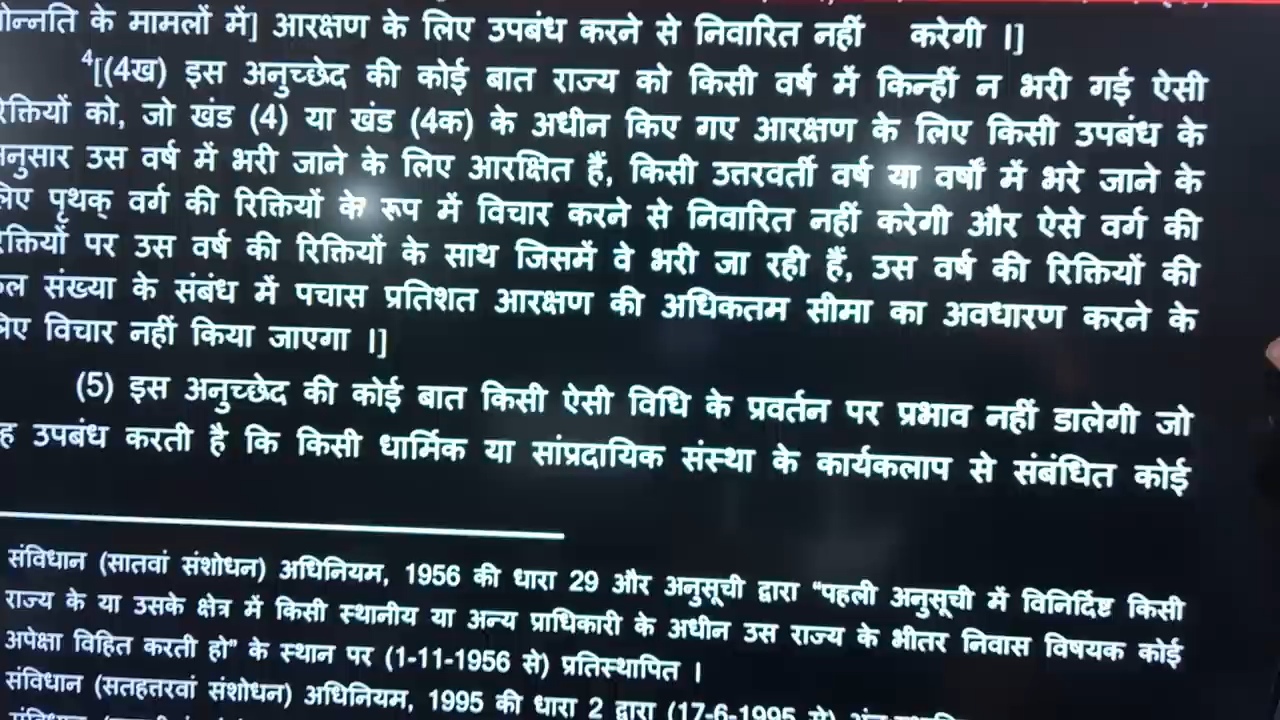 के मामलों में] आरक्षण के लिए उपबंध करने से निवारित नहीं करेगी ।]
4[(4ख) इस अनुच्छेद की कोई बात राज्य को किसी वर्ष में किन्हीं न भरी गई ऐसी
को, जो खंड (4) या खंड (4क) के अधीन किए गए आरक्षण के लिए किसी उपबंध के
उस वर्ष में भरी जाने के लिए आरक्षित हैं, किसी उत्तरवर्ती वर्ष या वर्षों में भरे जाने के
पृथक् वर्ग की रिक्तियों के रूप में विचार करने से निवारित नहीं करेगी और ऐसे वर्ग की
पर उस वर्ष की रिक्तियों के साथ जिसमें वे भरी जा रही हैं, उस वर्ष की रिक्तियों की
संख्या के संबंध में पचास प्रतिशत आरक्षण की अधिकतम सीमा का अवधारण करने के
विचार नहीं किया जाएगा ।]
(5) इस अनुच्छेद की कोई बात किसी ऐसी विधि के प्रवर्तन पर प्रभाव नहीं डालेगी जो
उपबंध करती है कि किसी धार्मिक या सांप्रदायिक संस्था के कार्यकलाप से संबंधित कोई
संविधान (सातवां संशोधन) अधिनियम, 1956 की धारा 29 और अनुसूची द्वारा “पहली अनुसूची में विनिर्दिष्ट किसी
राज्य के या उसके क्षेत्र में किसी स्थानीय या अन्य प्राधिकारी के अधीन उस राज्य के भीतर निवास विषयक कोई
अपेक्षा विहित करती हो” के स्थान पर (1-11-1956 से) प्रतिस्थापित ।
संविधान (सतहत्तरवां संशोधन) अधिनियम, 1995 की धारा 2 द्वारा (17-6-1995 से)